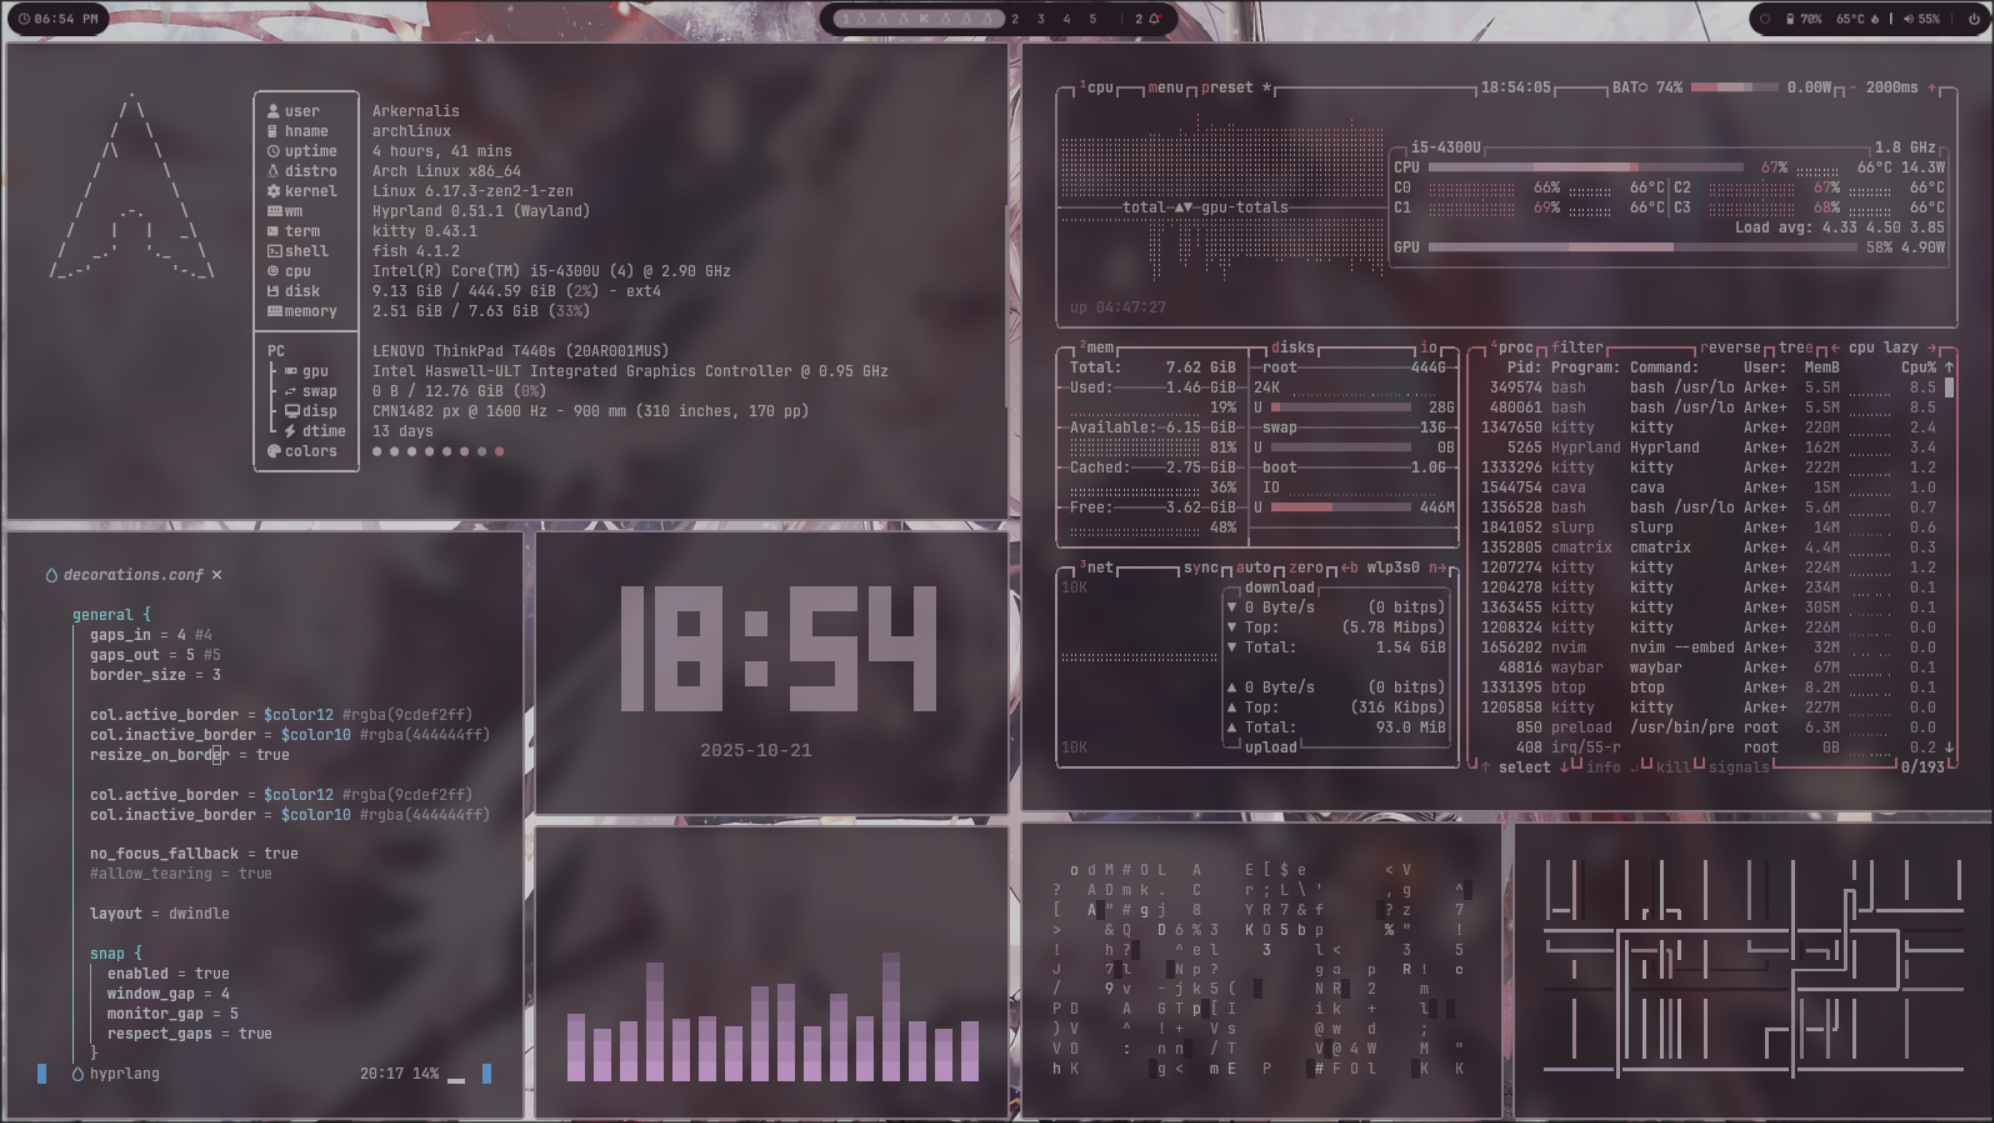 06:54 PM
1 2 3 4 5 2
70% 65°C 55%
user Arkernalis
hname archlinux
uptime 4 hours, 41 mins
distro Arch Linux x86_64
kernel Linux 6.17.3-zen2-1-zen
wm Hyprland 0.51.1 (Wayland)
term kitty 0.43.1
shell fish 4.1.2
cpu Intel(R) Core(TM) i5-4300U (4) @ 2.90 GHz
disk 9.13 GiB / 444.59 GiB (2%) - ext4
memory 2.51 GiB / 7.63 GiB (33%)
PC LENOVO ThinkPad T440s (20AR001MUS)
gpu Intel Haswell-ULT Integrated Graphics Controller @ 0.95 GHz
swap 0 B / 12.76 GiB (0%)
disp CMN1482 px @ 1600 Hz - 900 mm (310 inches, 170 pp)
dtime 13 days
colors
¹cpu menu preset * 18:54:05 BAT 74% 0.00W - 2000ms +
i5-4300U 1.8 GHz
CPU 67% 66°C 14.3W
C0 66% 66°C C2 67% 66°C
C1 69% 66°C C3 68% 66°C
Load avg: 4.33 4.50 3.85
GPU 58% 4.90W
total gpu-totals
up 04:47:27
²mem disks io
Total: 7.62 GiB
Used: 1.46 GiB
19%
Available: 6.15 GiB
81%
Cached: 2.75 GiB
36%
Free: 3.62 GiB
48%
root 444G
24K
U 28G
swap 13G
U 0B
boot 1.0G
IO
U 446M
³net sync auto zero ←b wlp3s0 n→
10K
download
▼ 0 Byte/s (0 bitps)
▼ Top: (5.78 Mibps)
▼ Total: 1.54 GiB
▲ 0 Byte/s (0 bitps)
▲ Top: (316 Kibps)
▲ Total: 93.0 MiB
10K
upload
⁴proc filter reverse tree ← cpu lazy →
Pid: Program: Command: User: MemB Cpu% ↑
349574 bash bash /usr/lo Arke+ 5.5M 8.5
480061 bash bash /usr/lo Arke+ 5.5M 8.5
1347650 kitty kitty Arke+ 220M 2.4
5265 Hyprland Hyprland Arke+ 162M 3.4
1333296 kitty kitty Arke+ 222M 1.2
1544754 cava cava Arke+ 15M 1.0
1356528 bash bash /usr/lo Arke+ 5.6M 0.7
1841052 slurp slurp Arke+ 14M 0.6
1352805 cmatrix cmatrix Arke+ 4.4M 0.3
1207274 kitty kitty Arke+ 224M 1.2
1204278 kitty kitty Arke+ 234M 0.1
1363455 kitty kitty Arke+ 305M 0.1
1208324 kitty kitty Arke+ 226M 0.0
1656202 nvim nvim --embed Arke+ 32M 0.0
48816 waybar waybar Arke+ 67M 0.1
1331395 btop btop Arke+ 8.2M 0.1
1205858 kitty kitty Arke+ 227M 0.0
850 preload /usr/bin/pre root 6.3M 0.0
408 irq/55-r root 0B 0.2 ↓
↑ select ↓ info kill signals 0/193
decorations.conf ×
general {
gaps_in = 4 #4
gaps_out = 5 #5
border_size = 3
col.active_border = $color12 #rgba(9cdef2ff)
col.inactive_border = $color10 #rgba(444444ff)
resize_on_border = true
col.active_border = $color12 #rgba(9cdef2ff)
col.inactive_border = $color10 #rgba(444444ff)
no_focus_fallback = true
#allow_tearing = true
layout = dwindle
snap {
enabled = true
window_gap = 4
monitor_gap = 5
respect_gaps = true
}
hyprlang 20:17 14%
18:54
2025-10-21
o d M # O L A E [ $ e < V
? A D m k . C r ; L \ ' , g ^
[ A " # g j 8 Y R 7 & f ? z 7
> & Q D 6 % 3 K O 5 b p % " !
! h ? ^ e l 3 l < 3 5
J 7 l N p ? g a p R ! c
/ 9 v - j k 5 ( N R 2 m
P D A G T p [ I i k + l
) V ^ ! + V s @ w d ;
V D : n n / T V @ 4 W M "
h K g < m E P # F O l K K